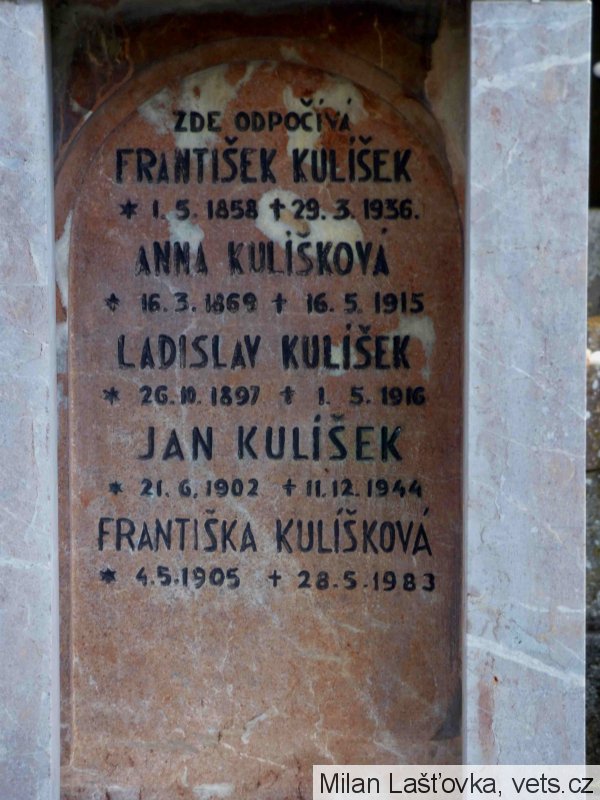 ZDE ODPOČÍVÁ
FRANTIŠEK KULÍŠEK
* 1. 5. 1858 † 29. 3. 1936.
ANNA KULÍŠKOVÁ
* 16. 3. 1869 † 16. 5. 1915
LADISLAV KULÍŠEK
* 26. 10. 1897 † 1. 5. 1916
JAN KULÍŠEK
* 21. 6. 1902 † 11. 12. 1944
FRANTIŠKA KULÍŠKOVÁ
* 4.5.1905 † 28.5.1983
Milan Lašťovka, vets.cz